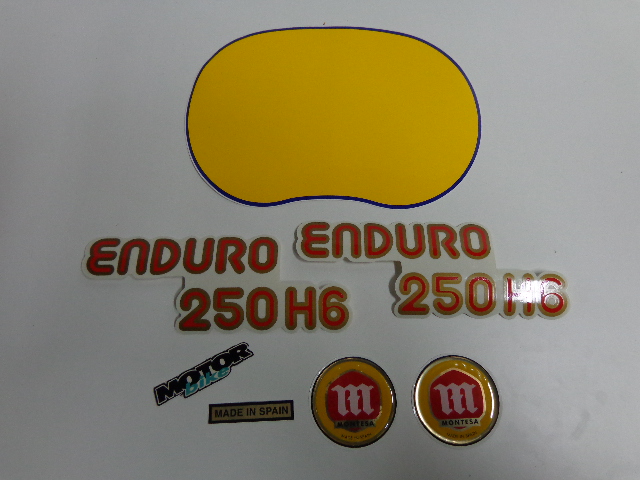 ENDURO
250 H6
ENDURO
250 H6
MOTOR
bike
MADE IN SPAIN
m
MONTESA
m
MONTESA